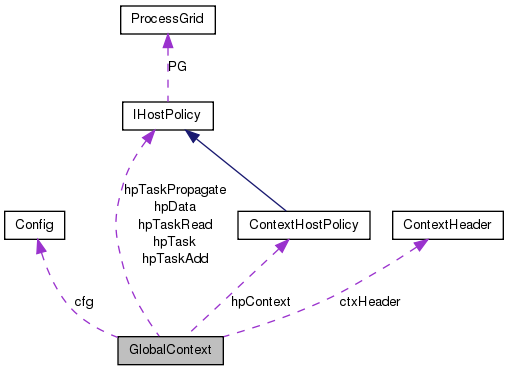 ProcessGrid
PG
IHostPolicy
hpTaskPropagate
hpData
hpTaskRead
hpTask
hpTaskAdd
Config
ContextHostPolicy
ContextHeader
cfg
hpContext
ctxHeader
GlobalContext